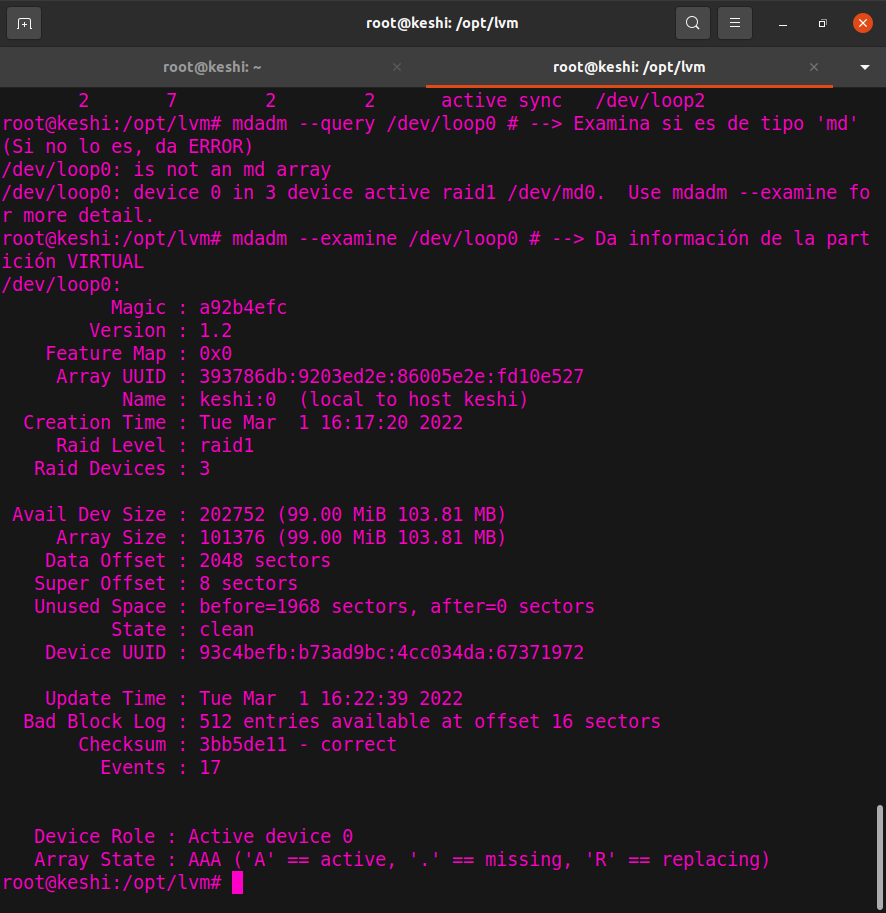 root@keshi: /opt/lvm
root@keshi: ~
root@keshi: /opt/lvm
2 7 2 2 active sync /dev/loop2
root@keshi:/opt/lvm# mdadm --query /dev/loop0 # --> Examina si es de tipo 'md'
(Si no lo es, da ERROR)
/dev/loop0: is not an md array
/dev/loop0: device 0 in 3 device active raid1 /dev/md0.  Use mdadm --examine fo
r more detail.
root@keshi:/opt/lvm# mdadm --examine /dev/loop0 # --> Da información de la part
ición VIRTUAL
/dev/loop0:
Magic : a92b4efc
Version : 1.2
Feature Map : 0x0
Array UUID : 393786db:9203ed2e:86005e2e:fd10e527
Name : keshi:0  (local to host keshi)
Creation Time : Tue Mar  1 16:17:20 2022
Raid Level : raid1
Raid Devices : 3
Avail Dev Size : 202752 (99.00 MiB 103.81 MB)
Array Size : 101376 (99.00 MiB 103.81 MB)
Data Offset : 2048 sectors
Super Offset : 8 sectors
Unused Space : before=1968 sectors, after=0 sectors
State : clean
Device UUID : 93c4befb:b73ad9bc:4cc034da:67371972
Update Time : Tue Mar  1 16:22:39 2022
Bad Block Log : 512 entries available at offset 16 sectors
Checksum : 3bb5de11 - correct
Events : 17
Device Role : Active device 0
Array State : AAA ('A' == active, '.' == missing, 'R' == replacing)
root@keshi:/opt/lvm#